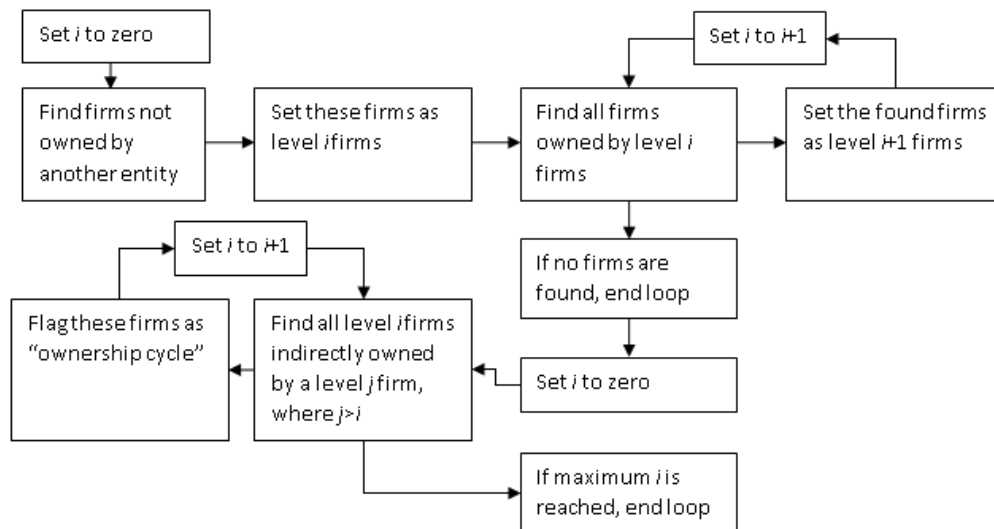 Set i to zero
Set i to i+1
Find firms not
owned by
another entity
Set these firms as
level i firms
Find all firms
owned by level i
firms
Set the found firms
as level i+1 firms
Set i to i+1
If no firms are
found, end loop
Flag these firms as
“ownership cycle”
Find all level i firms
indirectly owned
by a level j firm,
where j>i
Set i to zero
If maximum i is
reached, end loop